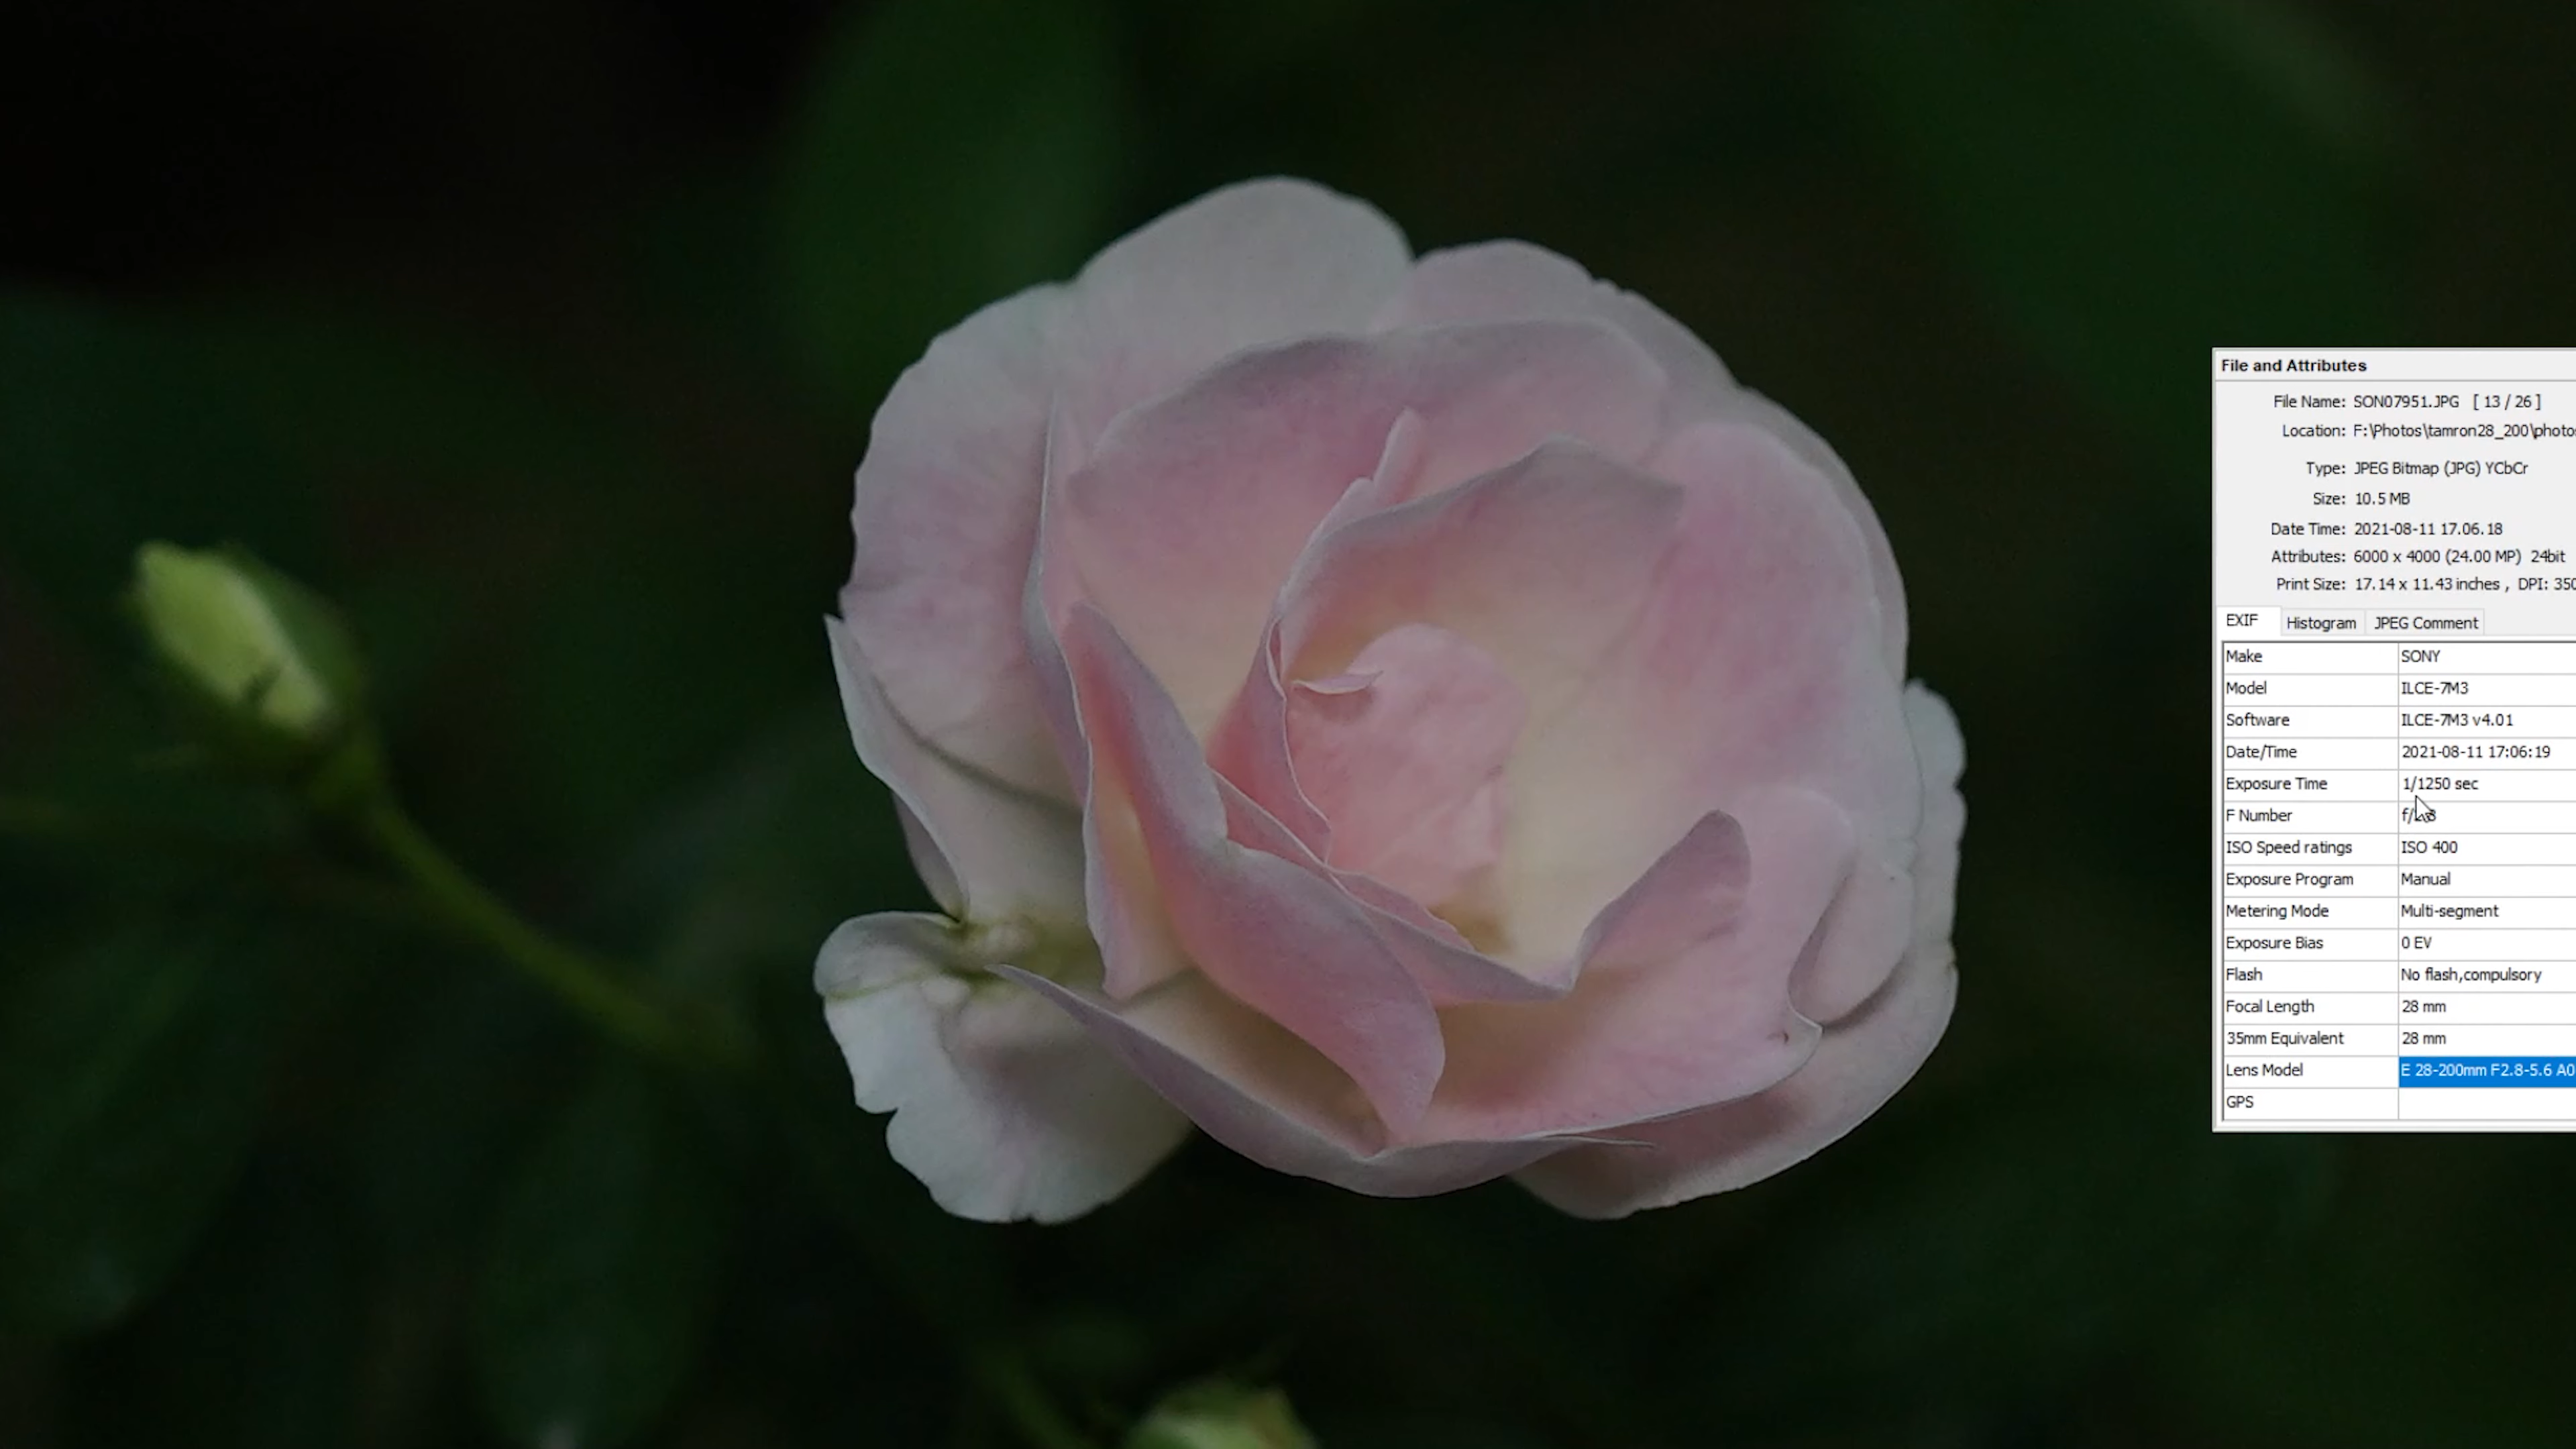 File and Attributes
File Name: SON07951.JPG [ 13 / 26 ]
Location: F:\Photos\tamron28_200\photo
Type: JPEG Bitmap (JPG) YCbCr
Size: 10.5 MB
Date Time: 2021-08-11 17.06.18
Attributes: 6000 x 4000 (24.00 MP) 24bit
Print Size: 17.14 x 11.43 inches , DPI: 350
EXIF Histogram JPEG Comment
Make SONY
Model ILCE-7M3
Software ILCE-7M3 v4.01
Date/Time 2021-08-11 17:06:19
Exposure Time 1/1250 sec
F Number
ISO Speed ratings ISO 400
Exposure Program Manual
Metering Mode Multi-segment
Exposure Bias 0 EV
Flash No flash,compulsory
Focal Length 28 mm
35mm Equivalent 28 mm
Lens Model E 28-200mm F2.8-5.6 A0
GPS